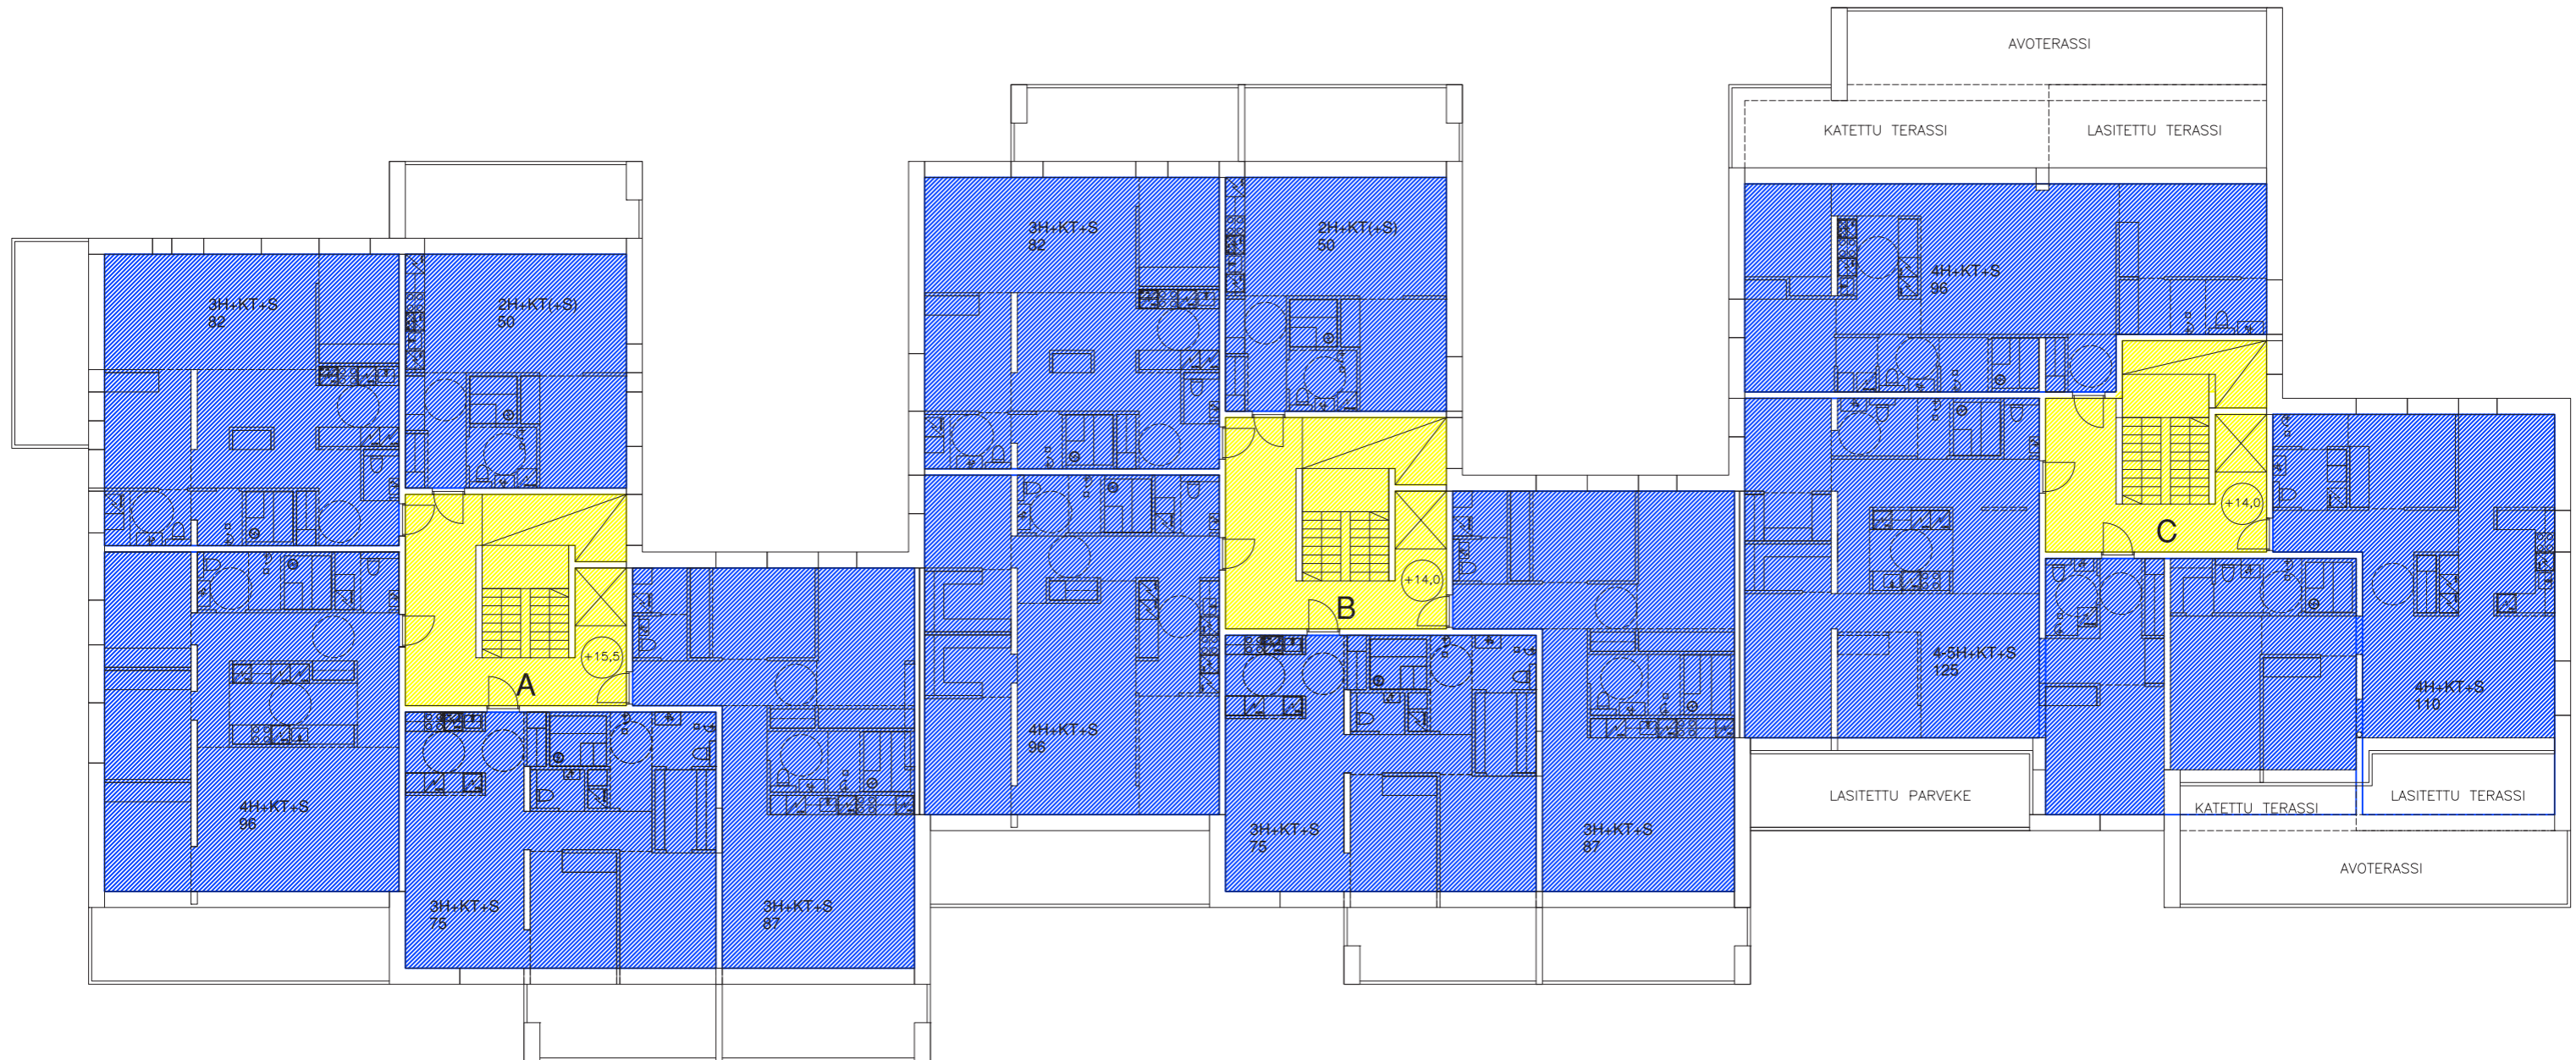 AVOTERASSI
KATETTU TERASSI
LASITETTU TERASSI
3H+KT+S
82
2H+KT(+S)
50
3H+KT+S
82
2H+KT(+S)
50
4H+KT+S
96
+14,0
C
+14,0
B
+15,5
A
4-5H+KT+S
125
4H+KT+S
110
4H+KT+S
96
4H+KT+S
96
3H+KT+S
75
3H+KT+S
87
LASITETTU PARVEKE
KATETTU TERASSI
LASITETTU TERASSI
AVOTERASSI
3H+KT+S
75
3H+KT+S
87